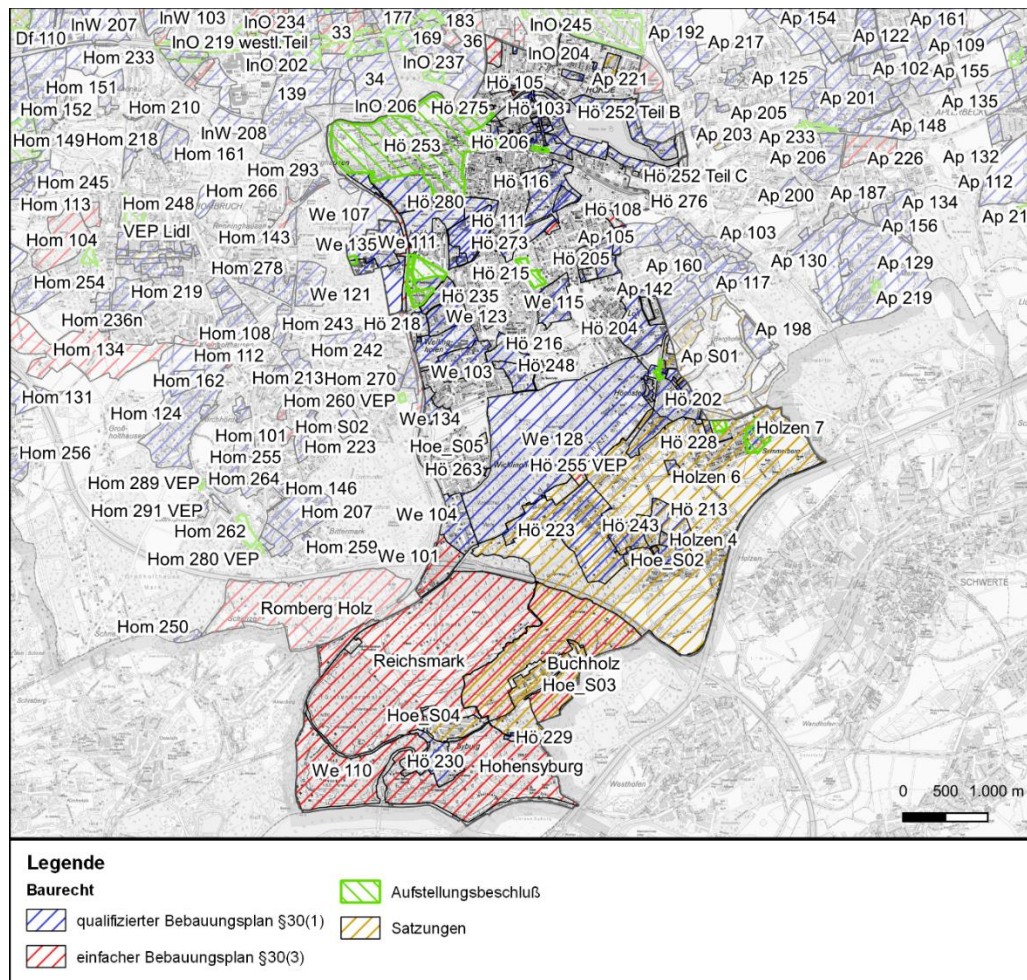 InW 207
InW 103
InO 234
177
183
InO 245
Ap 154
Ap 161
Df 110
InO 219 westl.Teil
33
169
36
Ap 192
Ap 217
Ap 122
Ap 109
Hom 233
InO 202
InO 237
InO 204
Ap 221
Ap 102
Ap 155
Hom 151
34
Hö 105
HÖRDE
Ap 125
139
Hom 152
Hom 210
InO 206
Hö 275
Hö 103
Hö 252 Teil B
Ap 205
Ap 201
Ap 135
InW 208
Ap 203
Ap 233
APLERBECK
Ap 148
Hom 149
Hom 218
Hom 161
Hö 253
Hö 206
Ap 206
Ap 226
Ap 132
Hom 293
Hö 116
Hö 252 Teil C
Hom 245
Hom 266
Ap 200
Ap 187
Ap 112
Hom 113
Hom 248
Hö 280
Hö 276
Ap 134
VEP Lidl
We 107
Hö 111
Hö 108
Ap 156
Hom 104
Hom 143
We 135
We 111
Hö 273
Ap 105
Ap 103
Hom 254
Hom 278
Hö 215
Hö 205
Ap 160
Ap 130
Ap 129
Hom 219
We 121
Hö 235
We 115
Ap 142
Ap 117
Ap 219
Hom 236n
Hom 108
Hom 243
Hö 218
We 123
Hö 204
Ap 198
Hom 134
Hom 112
Hom 242
Hö 216
Ap S01
Hom 162
Hom 213
Hom 270
We 103
Hö 248
Hom 131
Hom 260 VEP
Hö 202
Hom 124
Hom S02
We 134
Holzen 7
Hom 101
Hom 223
Hoe_S05
We 128
Hö 228
Hom 256
Hom 255
Hö 263
Hö 255 VEP
Holzen 6
Hom 289 VEP
Hom 264
Hom 146
Hö 213
Hom 291 VEP
Hom 207
We 104
Hö 223
Hö 243
Holzen 4
Hom 262
Hom 259
We 101
Hoe_S02
Hom 280 VEP
Holzen
SCHWERTE
Romberg Holz
Hom 250
Reichsmark
Buchholz
Hoe_S03
Hoe_S04
Hö 229
We 110
Hö 230
Hohensyburg
Westhofen
0 500 1.000 m
Legende
Baurecht
qualifizierter Bebauungsplan §30(1)
einfacher Bebauungsplan §30(3)
Aufstellungsbeschluß
Satzungen